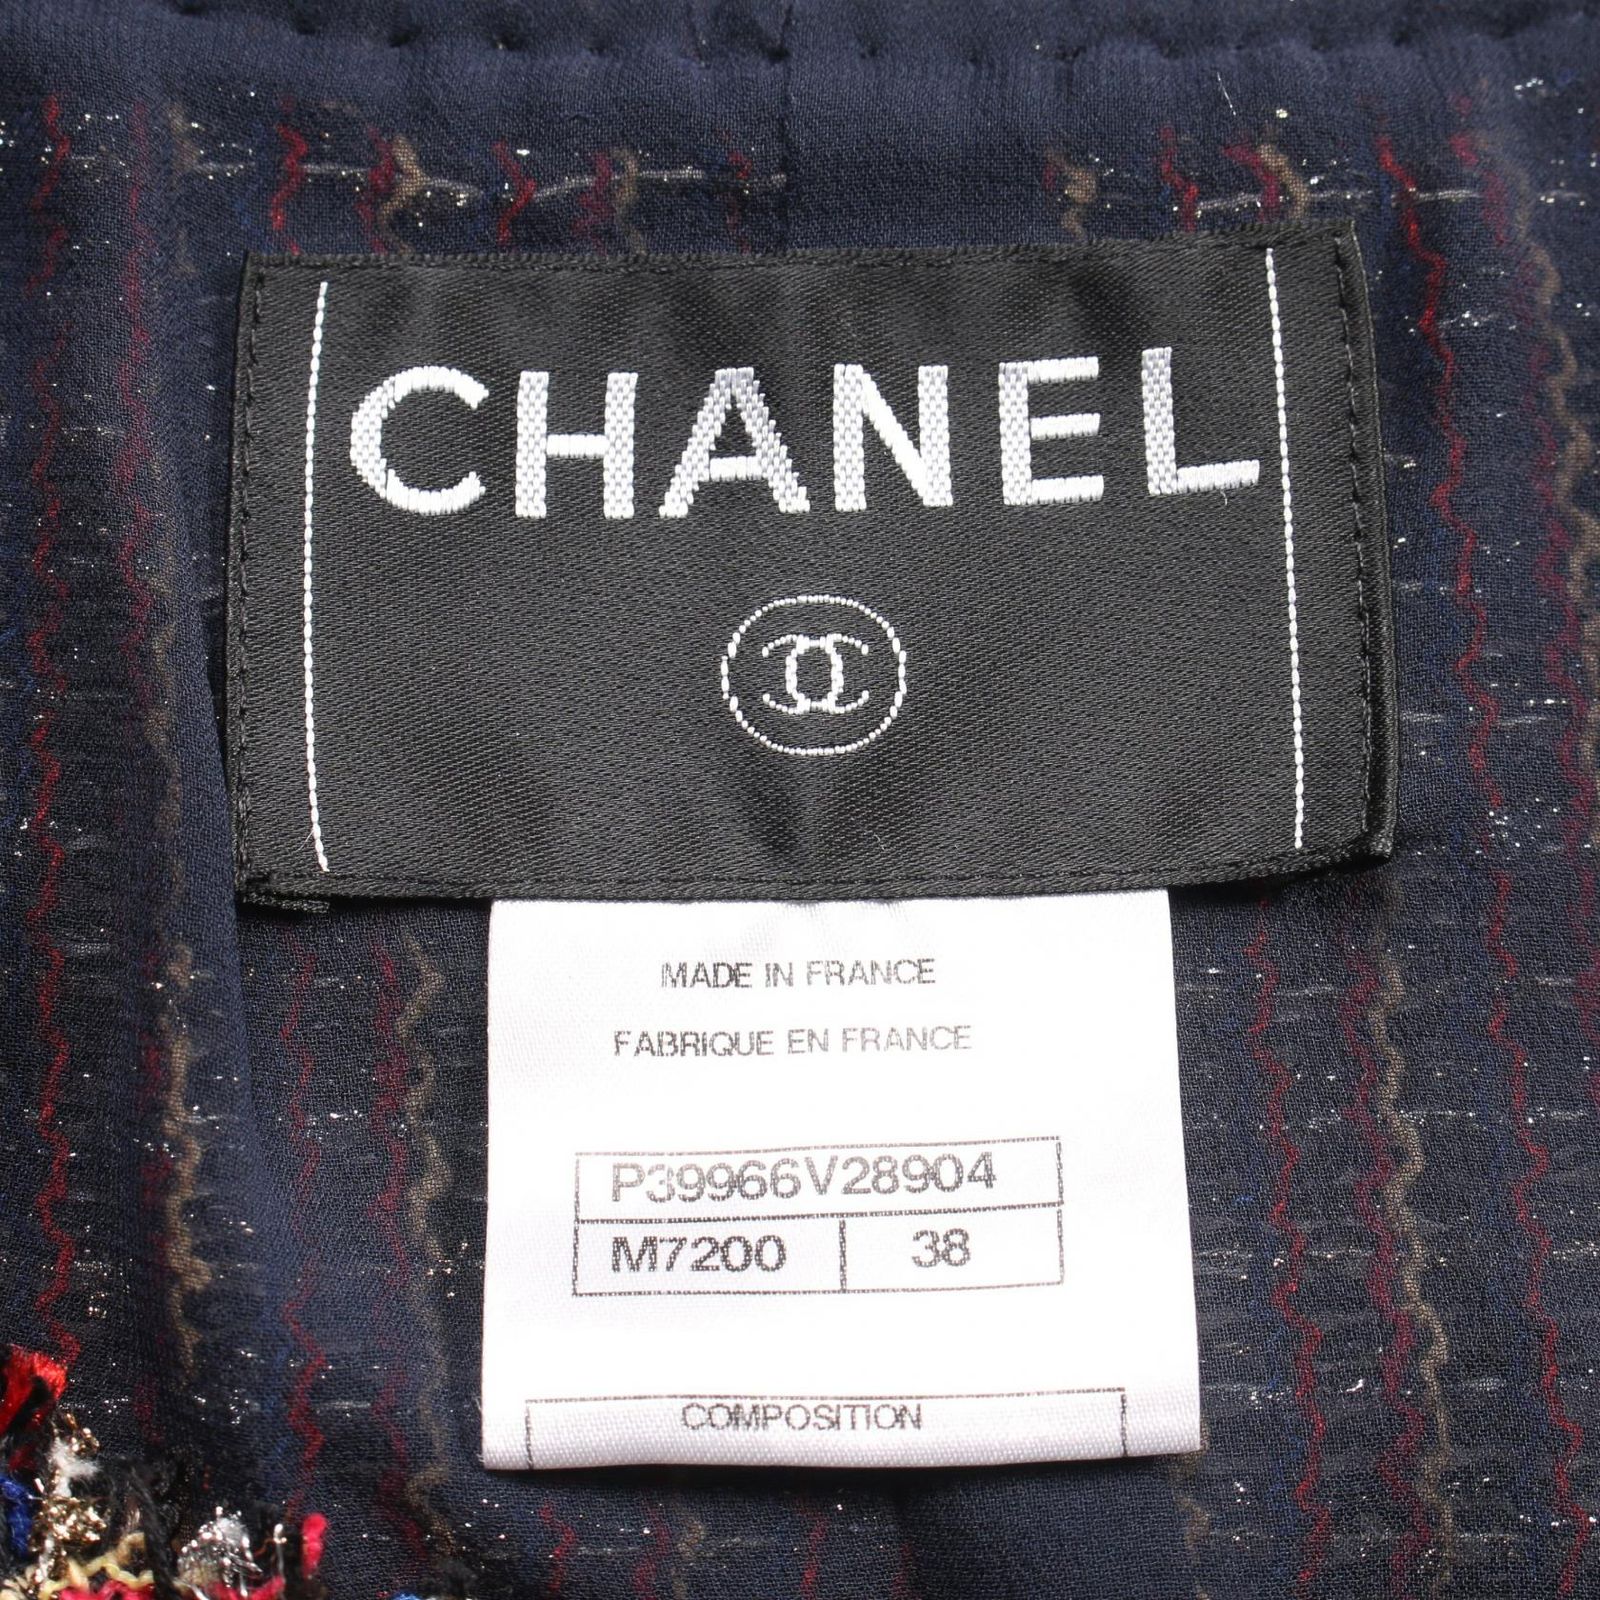 CHANEL
MADE IN FRANCE
FABRIQUE EN FRANCE
P39966V28904
M7200 38
COMPOSITION